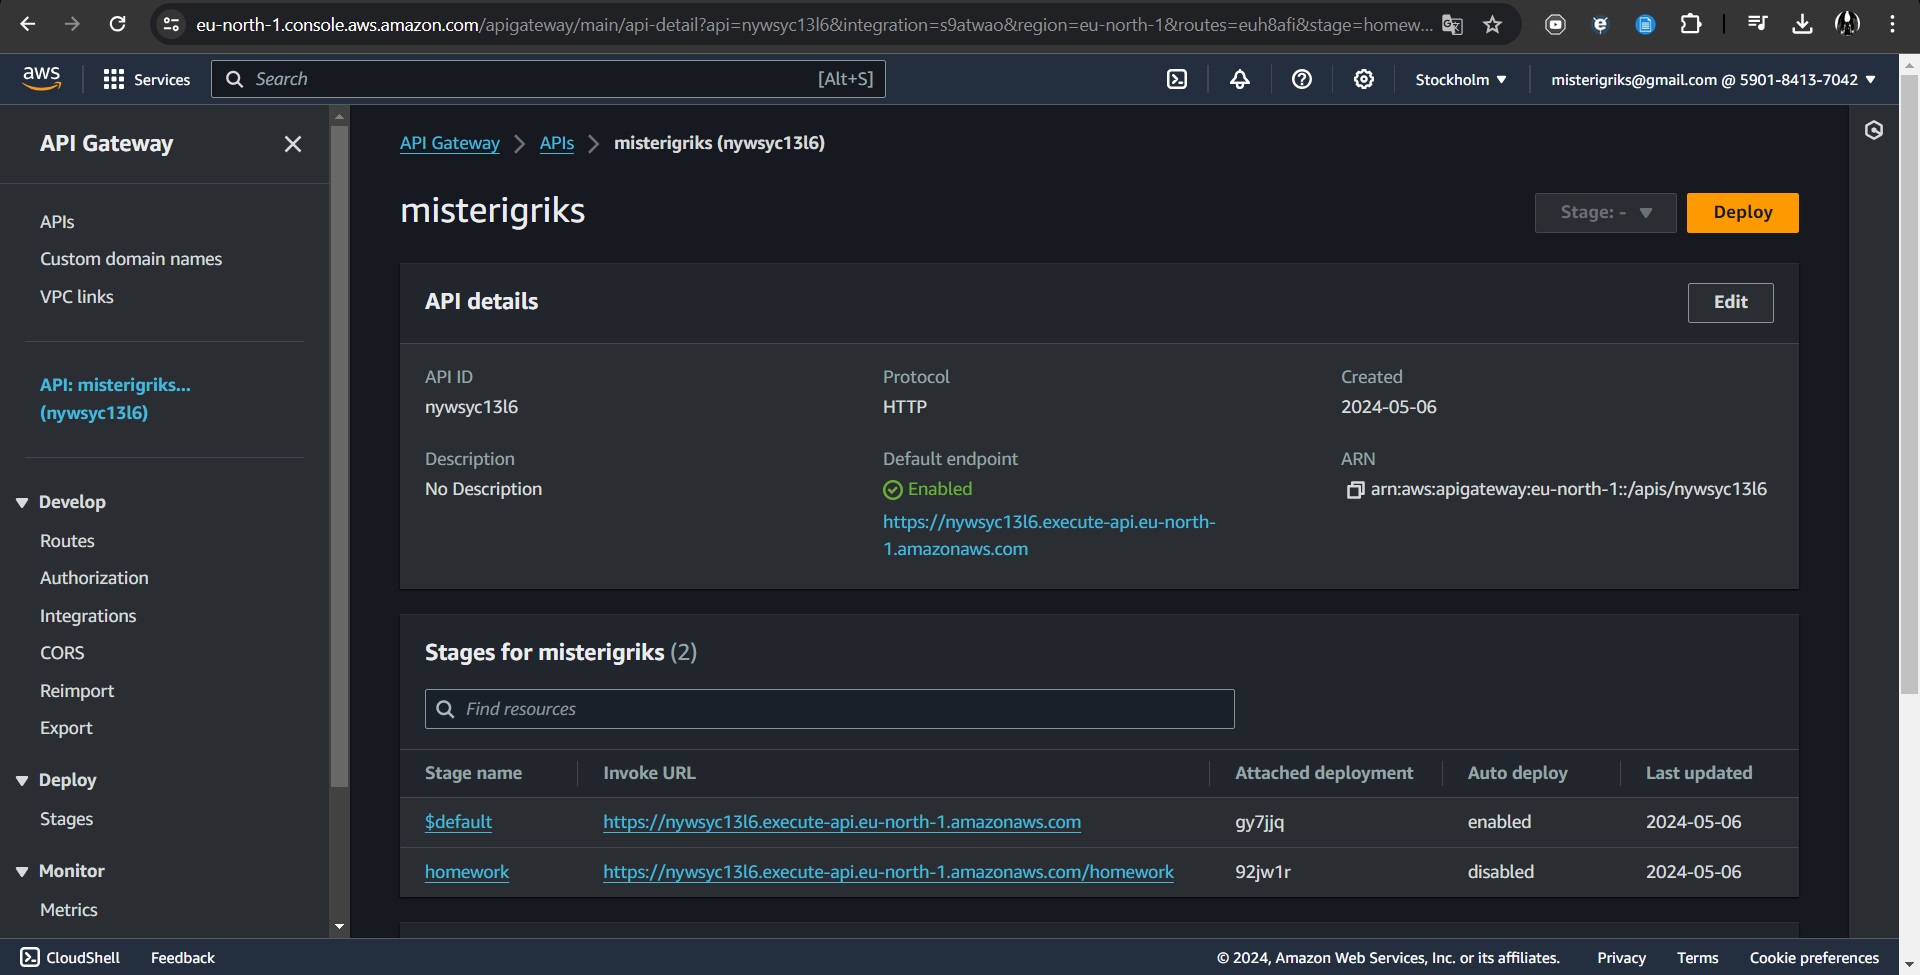 eu-north-1.console.aws.amazon.com/apigateway/main/api-detail?api=nywsyc13l6&integration=s9atwao&region=eu-north-1&routes=euh8afi&stage=homew...
aws
Services
Search
[Alt+S]
Stockholm
misterigriks@gmail.com @ 5901-8413-7042
API Gateway
APIs
Custom domain names
VPC links
API: misterigriks...
(nywsyc13l6)
Develop
Routes
Authorization
Integrations
CORS
Reimport
Export
Deploy
Stages
Monitor
Metrics
API Gateway
APIs
misterigriks (nywsyc13l6)
misterigriks
Stage: -
Deploy
API details
Edit
API ID
nywsyc13l6
Protocol
HTTP
Created
2024-05-06
Description
No Description
Default endpoint
Enabled
https://nywsyc13l6.execute-api.eu-north-
1.amazonaws.com
ARN
arn:aws:apigateway:eu-north-1::/apis/nywsyc13l6
Stages for misterigriks (2)
Find resources
Stage name
Invoke URL
Attached deployment
Auto deploy
Last updated
$default
https://nywsyc13l6.execute-api.eu-north-1.amazonaws.com
gy7jjq
enabled
2024-05-06
homework
https://nywsyc13l6.execute-api.eu-north-1.amazonaws.com/homework
92jw1r
disabled
2024-05-06
CloudShell
Feedback
© 2024, Amazon Web Services, Inc. or its affiliates.
Privacy
Terms
Cookie preferences